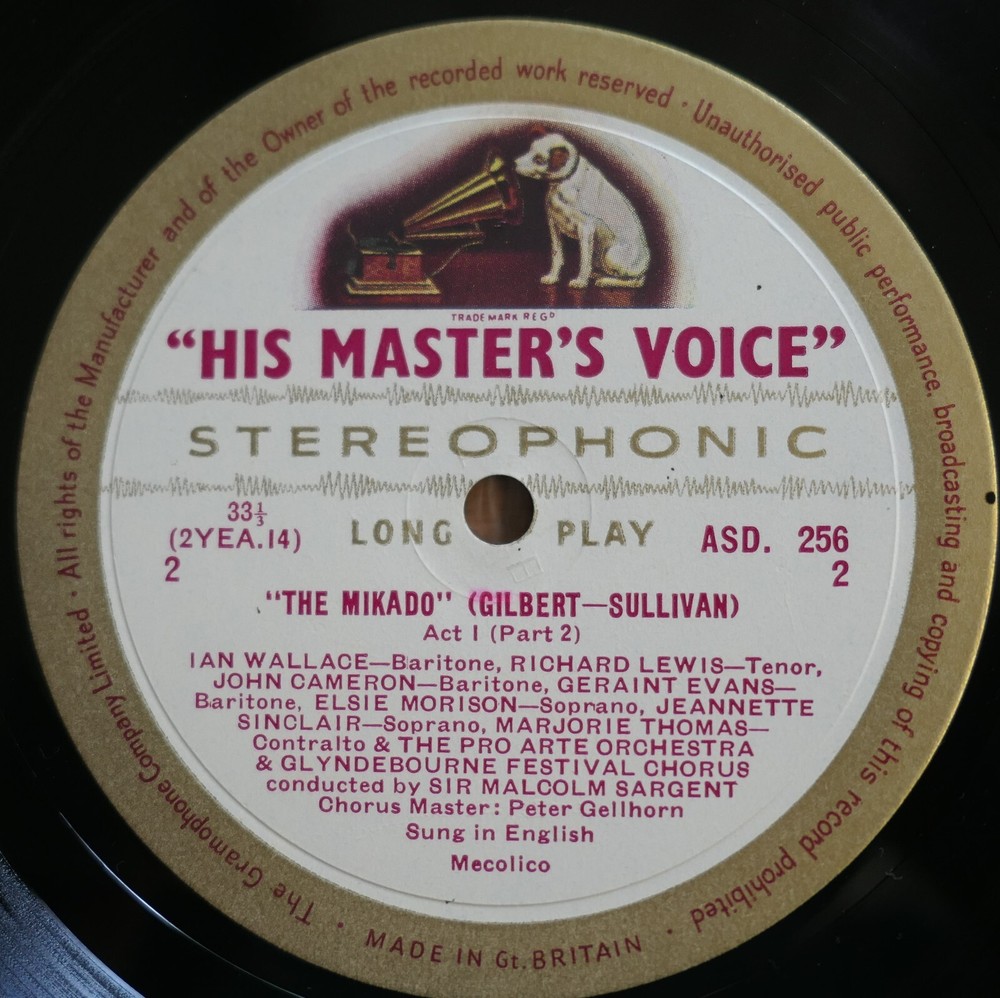 The Gramophone Company Limited · All rights of the Manufacturer and of the Owner of the recorded work reserved · Unauthorised public performance, broadcasting and copying of this record prohibited ·
TRADE MARK REGD
“HIS MASTER'S VOICE”
STEREOPHONIC
33⅓
LONG PLAY
(2YEA.14)
ASD. 256
2
2
"THE MIKADO" (GILBERT—SULLIVAN)
Act I (Part 2)
IAN WALLACE—Baritone, RICHARD LEWIS—Tenor,
JOHN CAMERON—Baritone, GERAINT EVANS—
Baritone, ELSIE MORISON—Soprano, JEANNETTE
SINCLAIR—Soprano, MARJORIE THOMAS—
Contralto & THE PRO ARTE ORCHESTRA
& GLYNDEBOURNE FESTIVAL CHORUS
conducted by SIR MALCOLM SARGENT
Chorus Master: Peter Gellhorn
Sung in English
Mecolico
MADE IN Gt. BRITAIN